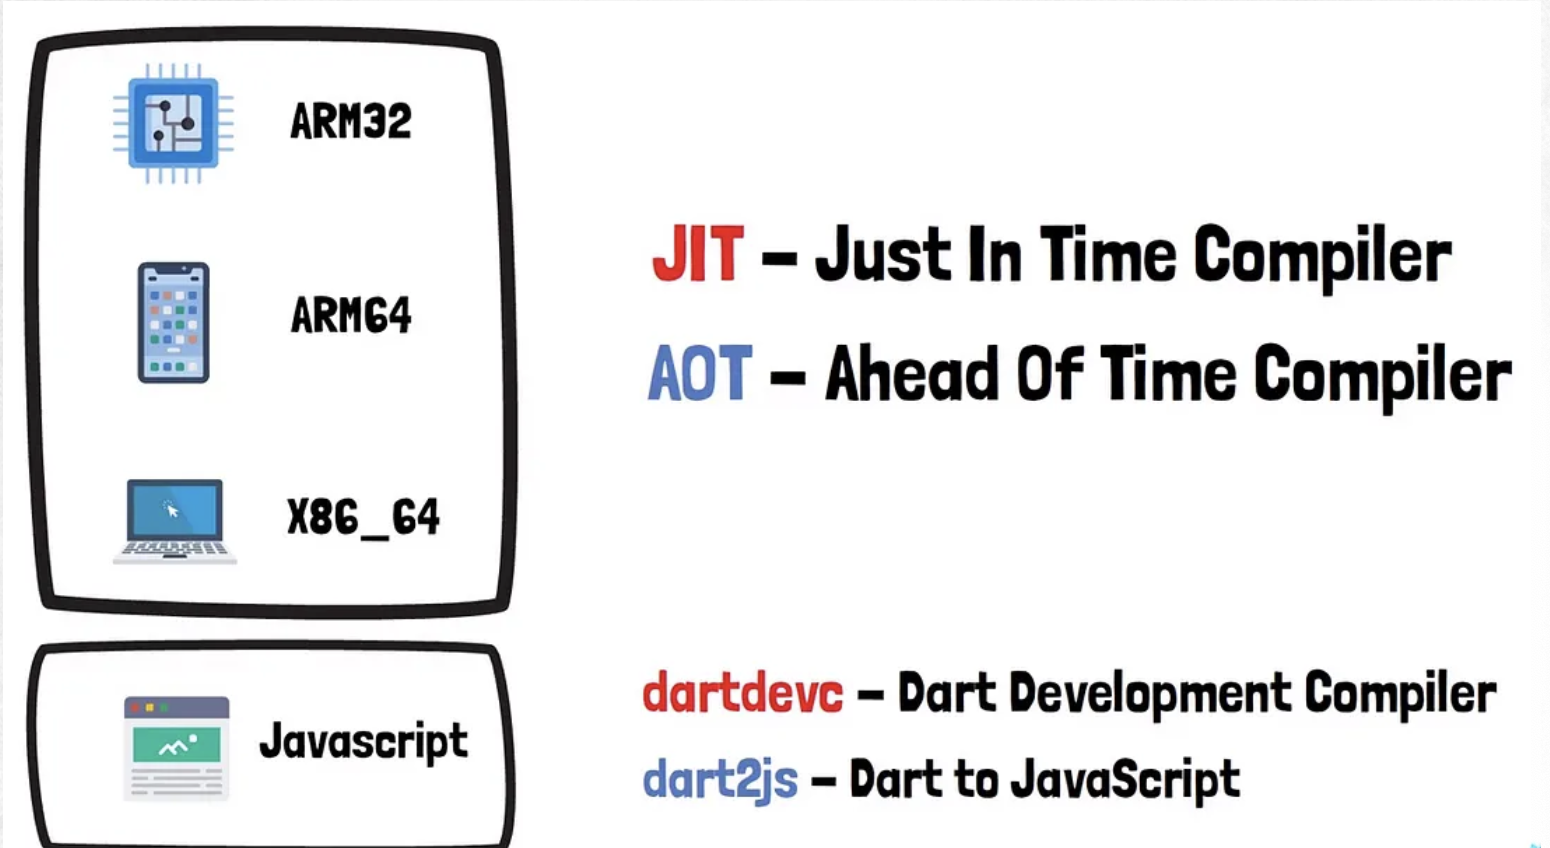 ARM32
ARM64
X86_64
JIT – Just In Time Compiler
AOT – Ahead Of Time Compiler
Javascript
dartdevc – Dart Development Compiler
dart2js – Dart to JavaScript